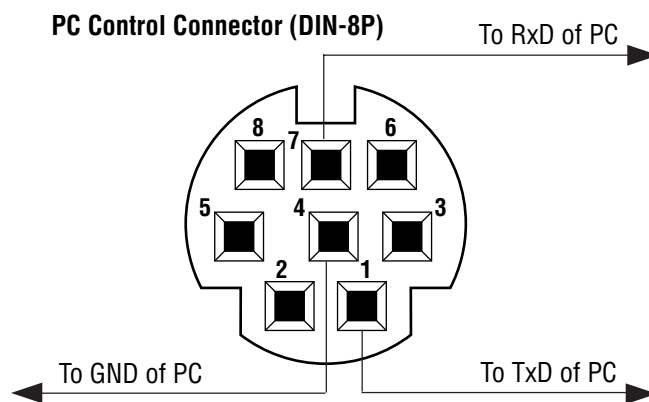 PC Control Connector (DIN-8P)
To RxD of PC
8 7 6
5 4 3
2 1
To GND of PC
To TxD of PC